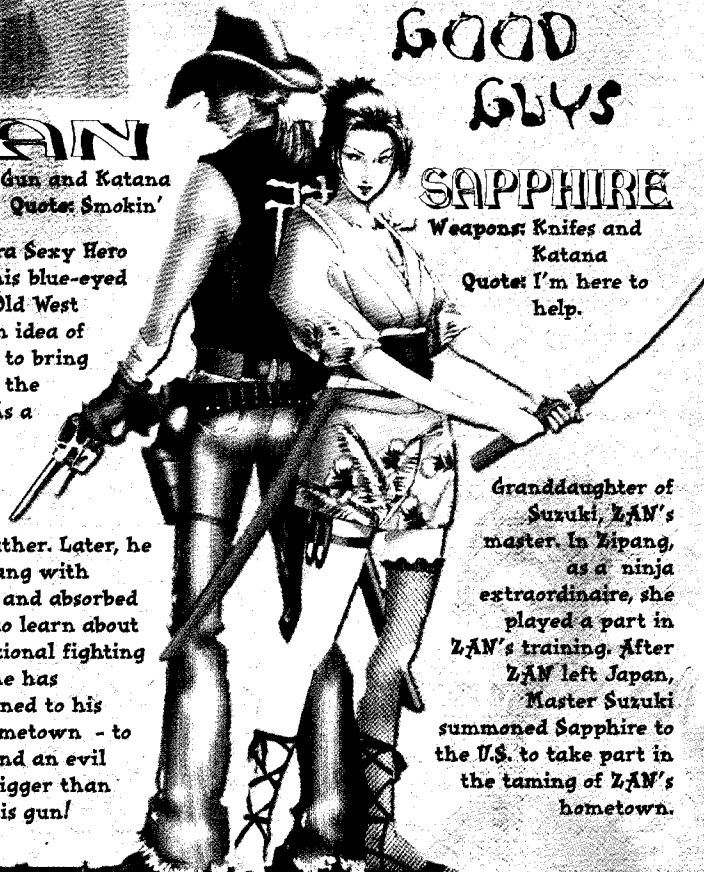 GOOD
GUYS
AN
Gun and Katana
Quote: Smokin'
ra Sexy Hero
his blue-eyed
Old West
n idea of
to bring
the
As a
ther. Later, he
ang with
and absorbed
to learn about
tional fighting
he has
ned to his
metown - to
nd an evil
igger than
is gun!
SAPPHIRE
Weapons: Knifes and
Katana
Quote: I'm here to
help.
Granddaughter of
Suzuki, ZAN's
master. In Zipang,
as a ninja
extraordinaire, she
played a part in
ZAN's training. After
ZAN left Japan,
Master Suzuki
summoned Sapphire to
the U.S. to take part in
the taming of ZAN's
hometown.